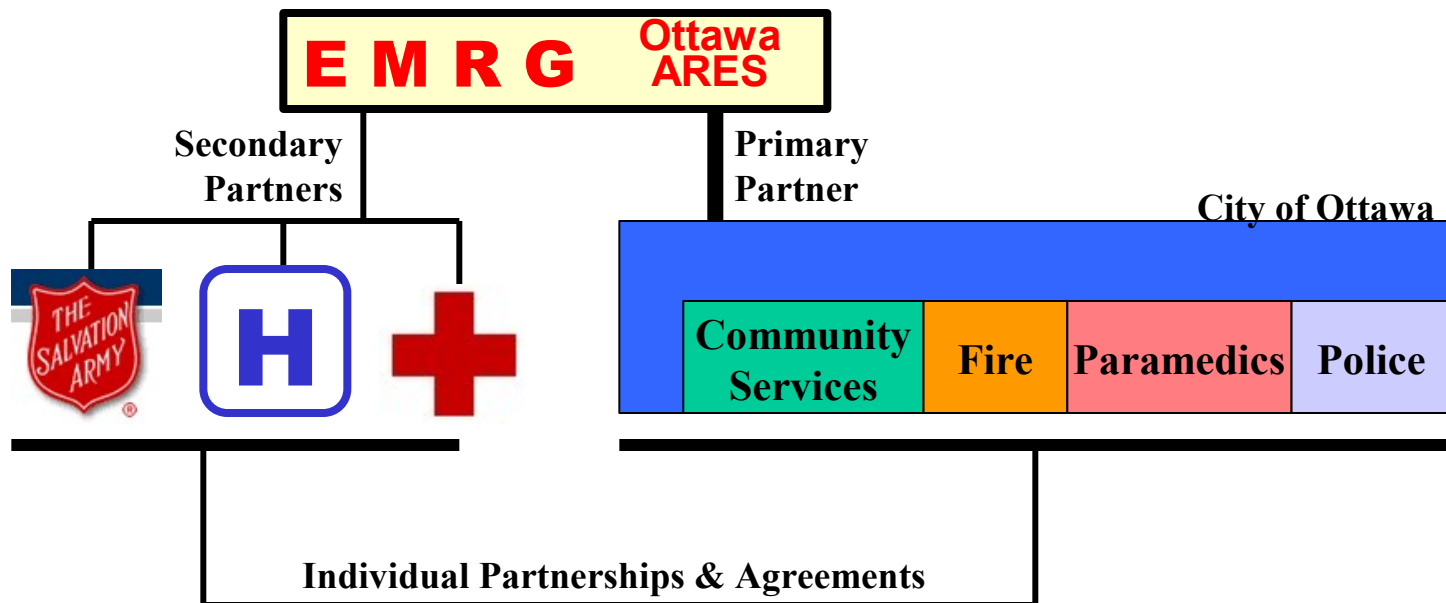 E M R G
Ottawa
ARES
Secondary
Partners
Primary
Partner
City of Ottawa
THE
SALVATION
ARMY
®
H
Community
Services
Fire
Paramedics
Police
Individual Partnerships & Agreements